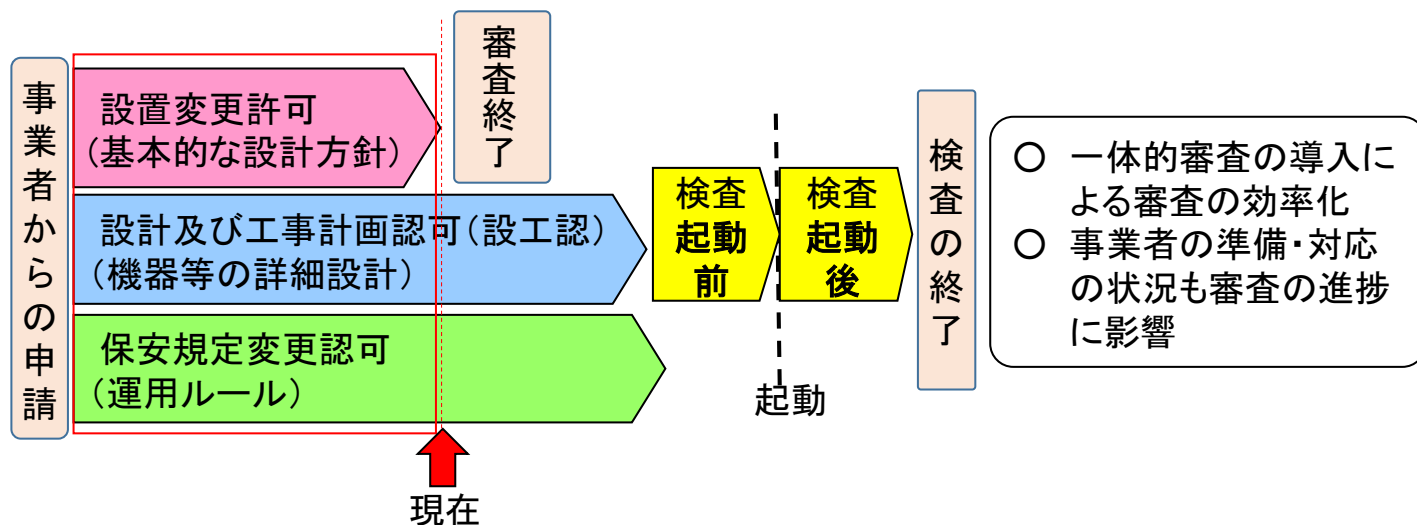 事業者からの申請
設置変更許可
(基本的な設計方針)
審査終了
設計及び工事計画認可(設工認)
(機器等の詳細設計)
保安規定変更認可
(運用ルール)
現在
検査
起動
前
検査
起動
後
起動
検査の終了
○ 一体的審査の導入に
よる審査の効率化
○ 事業者の準備・対応
の状況も審査の進捗
に影響